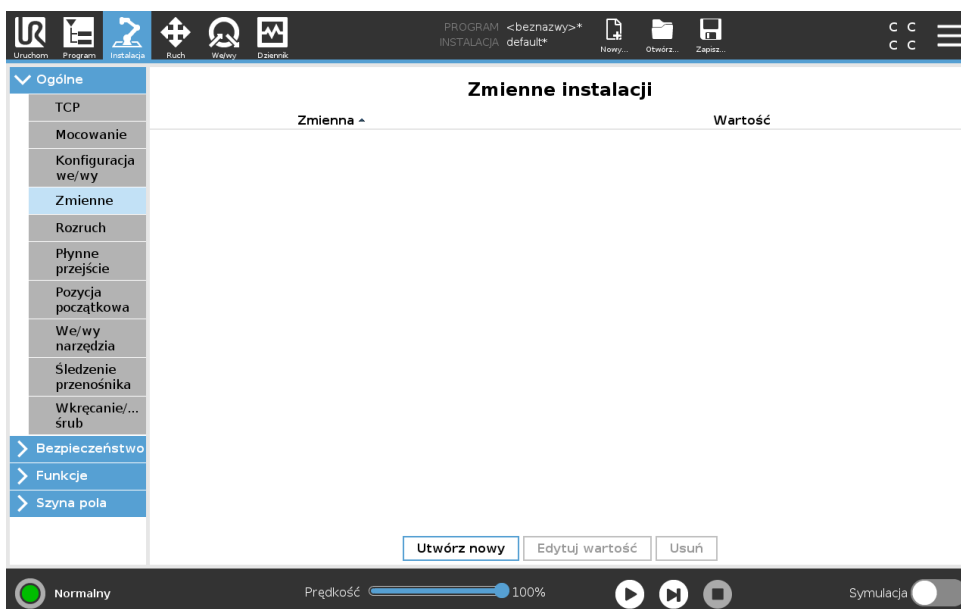 PROGRAM <beznazwy>*
INSTALACJA default*
Uruchom Program Instalacja Ruch We/wy Dziennik Nowy... Otwórz... Zapisz...
C C
C C
Ogólne
TCP
Mocowanie
Konfiguracja
we/wy
Zmienne
Rozruch
Płynne
przejście
Pozycja
początkowa
We/wy
narzędzia
Śledzenie
przenośnika
Wkręcanie/...
śrub
Bezpieczeństwo
Funkcje
Szyna pola
Zmienne instalacji
Zmienna Wartość
Utwórz nowy Edytuj wartość Usuń
Normalny Prędkość 100% Symulacja